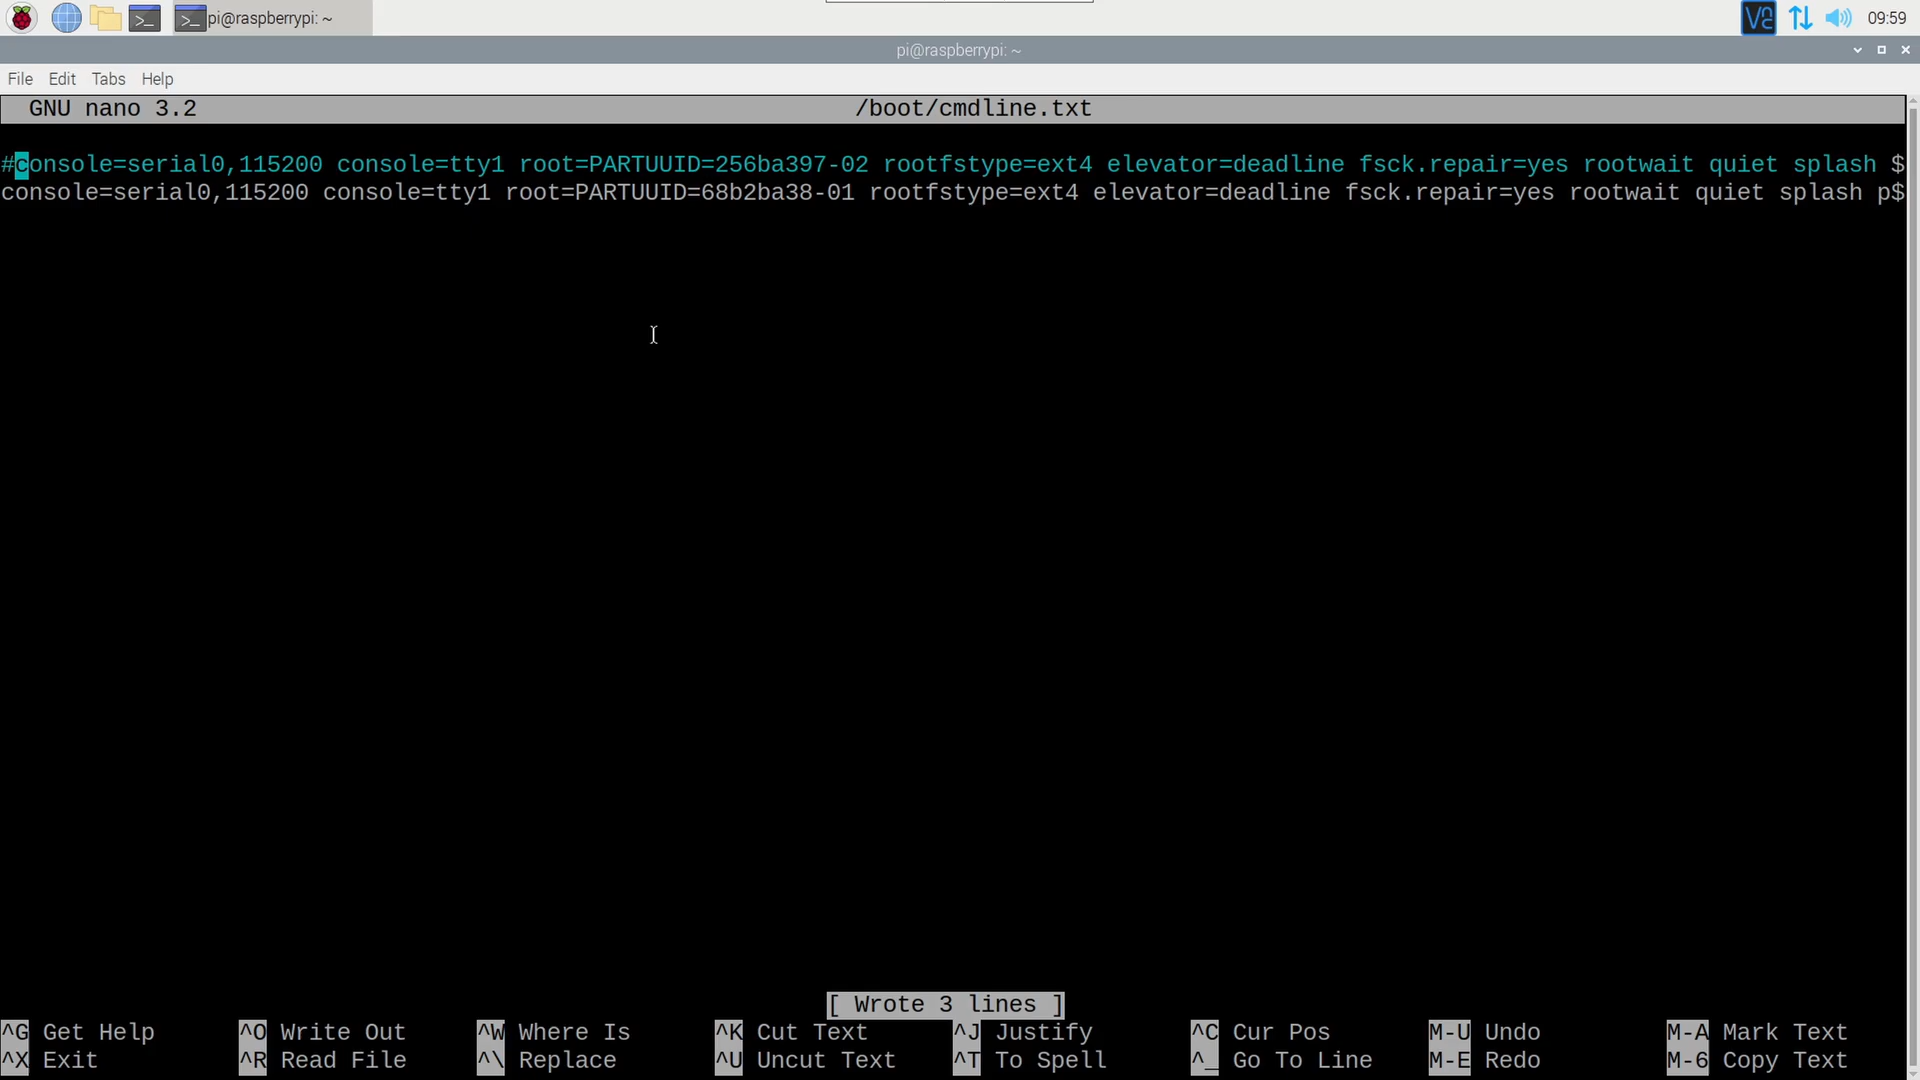 pi@raspberrypi: ~ 09:59
pi@raspberrypi: ~
File Edit Tabs Help
GNU nano 3.2 /boot/cmdline.txt
#console=serial0,115200 console=tty1 root=PARTUUID=256ba397-02 rootfstype=ext4 elevator=deadline fsck.repair=yes rootwait quiet splash $
console=serial0,115200 console=tty1 root=PARTUUID=68b2ba38-01 rootfstype=ext4 elevator=deadline fsck.repair=yes rootwait quiet splash p$
[ Wrote 3 lines ]
^G Get Help ^O Write Out ^W Where Is ^K Cut Text ^J Justify ^C Cur Pos M-U Undo M-A Mark Text
^X Exit ^R Read File ^\ Replace ^U Uncut Text ^T To Spell ^_ Go To Line M-E Redo M-6 Copy Text